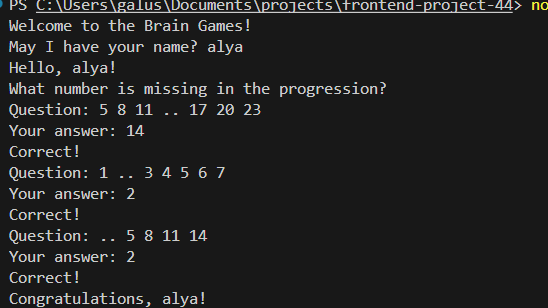 PS C:\Users\galus\Documents\projects\frontend-project-44> no
Welcome to the Brain Games!
May I have your name? alya
Hello, alya!
What number is missing in the progression?
Question: 5 8 11 .. 17 20 23
Your answer: 14
Correct!
Question: 1 .. 3 4 5 6 7
Your answer: 2
Correct!
Question: .. 5 8 11 14
Your answer: 2
Correct!
Congratulations, alya!